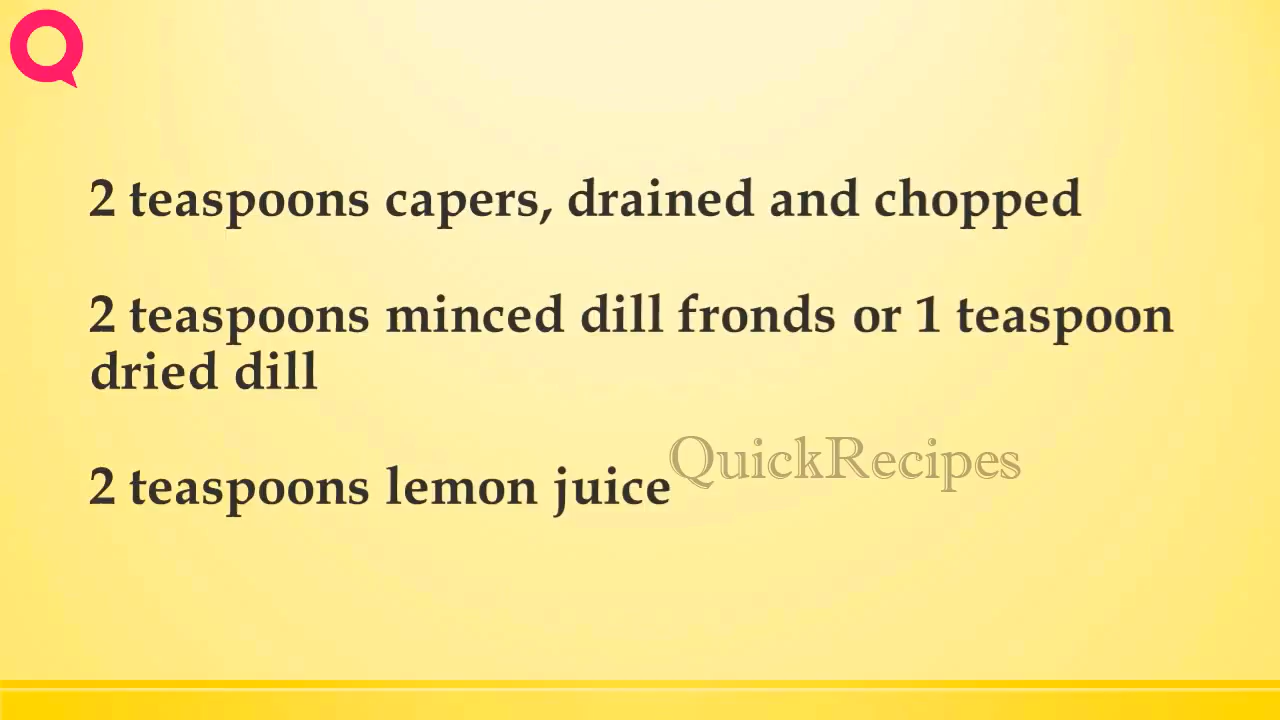 2 teaspoons capers, drained and chopped
2 teaspoons minced dill fronds or 1 teaspoon
dried dill
QuickRecipes
2 teaspoons lemon juice